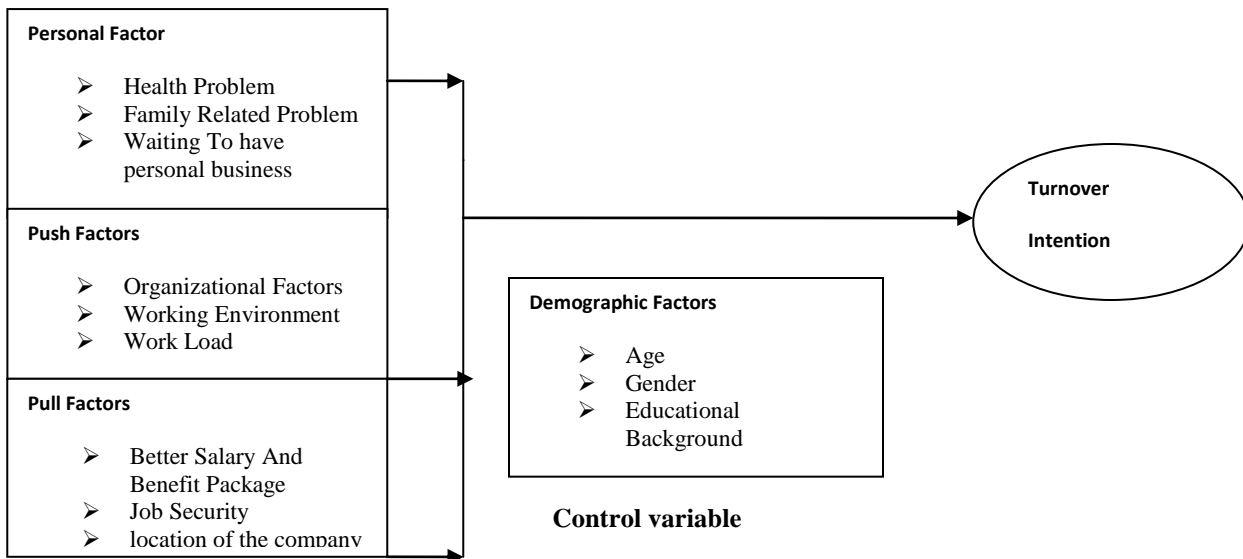 Personal Factor
➢ Health Problem
➢ Family Related Problem
➢ Waiting To have
personal business
Push Factors
➢ Organizational Factors
➢ Working Environment
➢ Work Load
Pull Factors
➢ Better Salary And
Benefit Package
➢ Job Security
➢ location of the company
Demographic Factors
➢ Age
➢ Gender
➢ Educational
Background
Control variable
Turnover
Intention